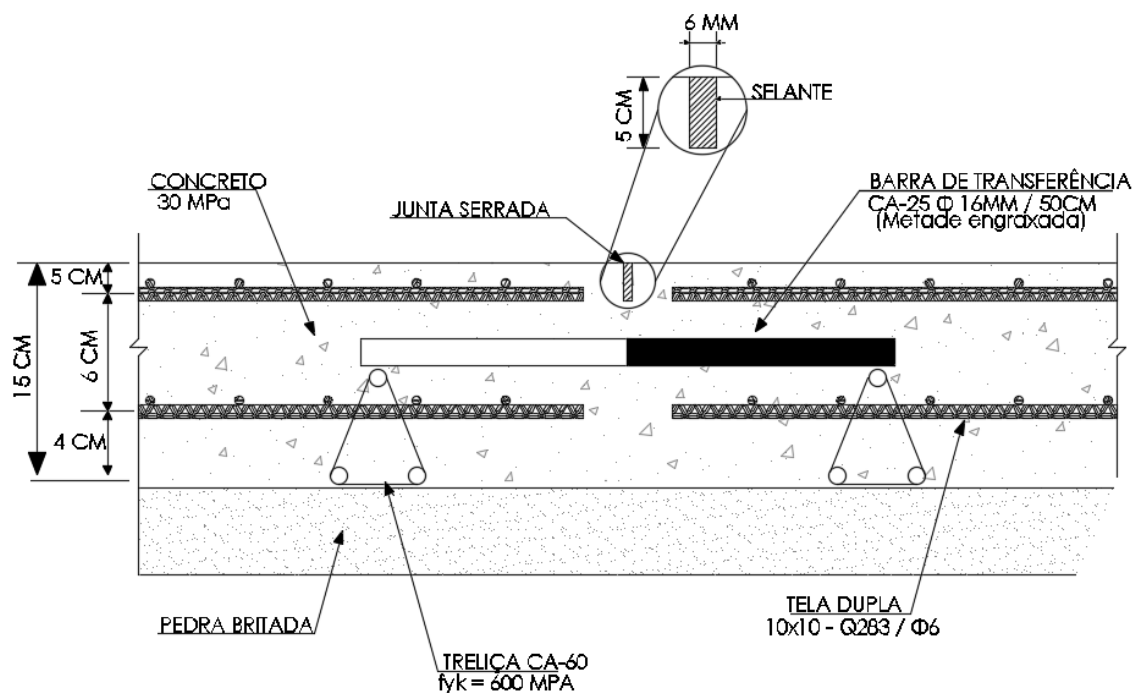 6 MM
SELANTE
5 CM
CONCRETO
30 MPa
BARRA DE TRANSFERÊNCIA
CA-25 Φ 16MM / 50CM
(Metade engraxada)
JUNTA SERRADA
5 CM
15 CM
6 CM
4 CM
PEDRA BRITADA
TELA DUPLA
10x10 - Q283 / Φ6
TRELIÇA CA-60
fyk = 600 MPA